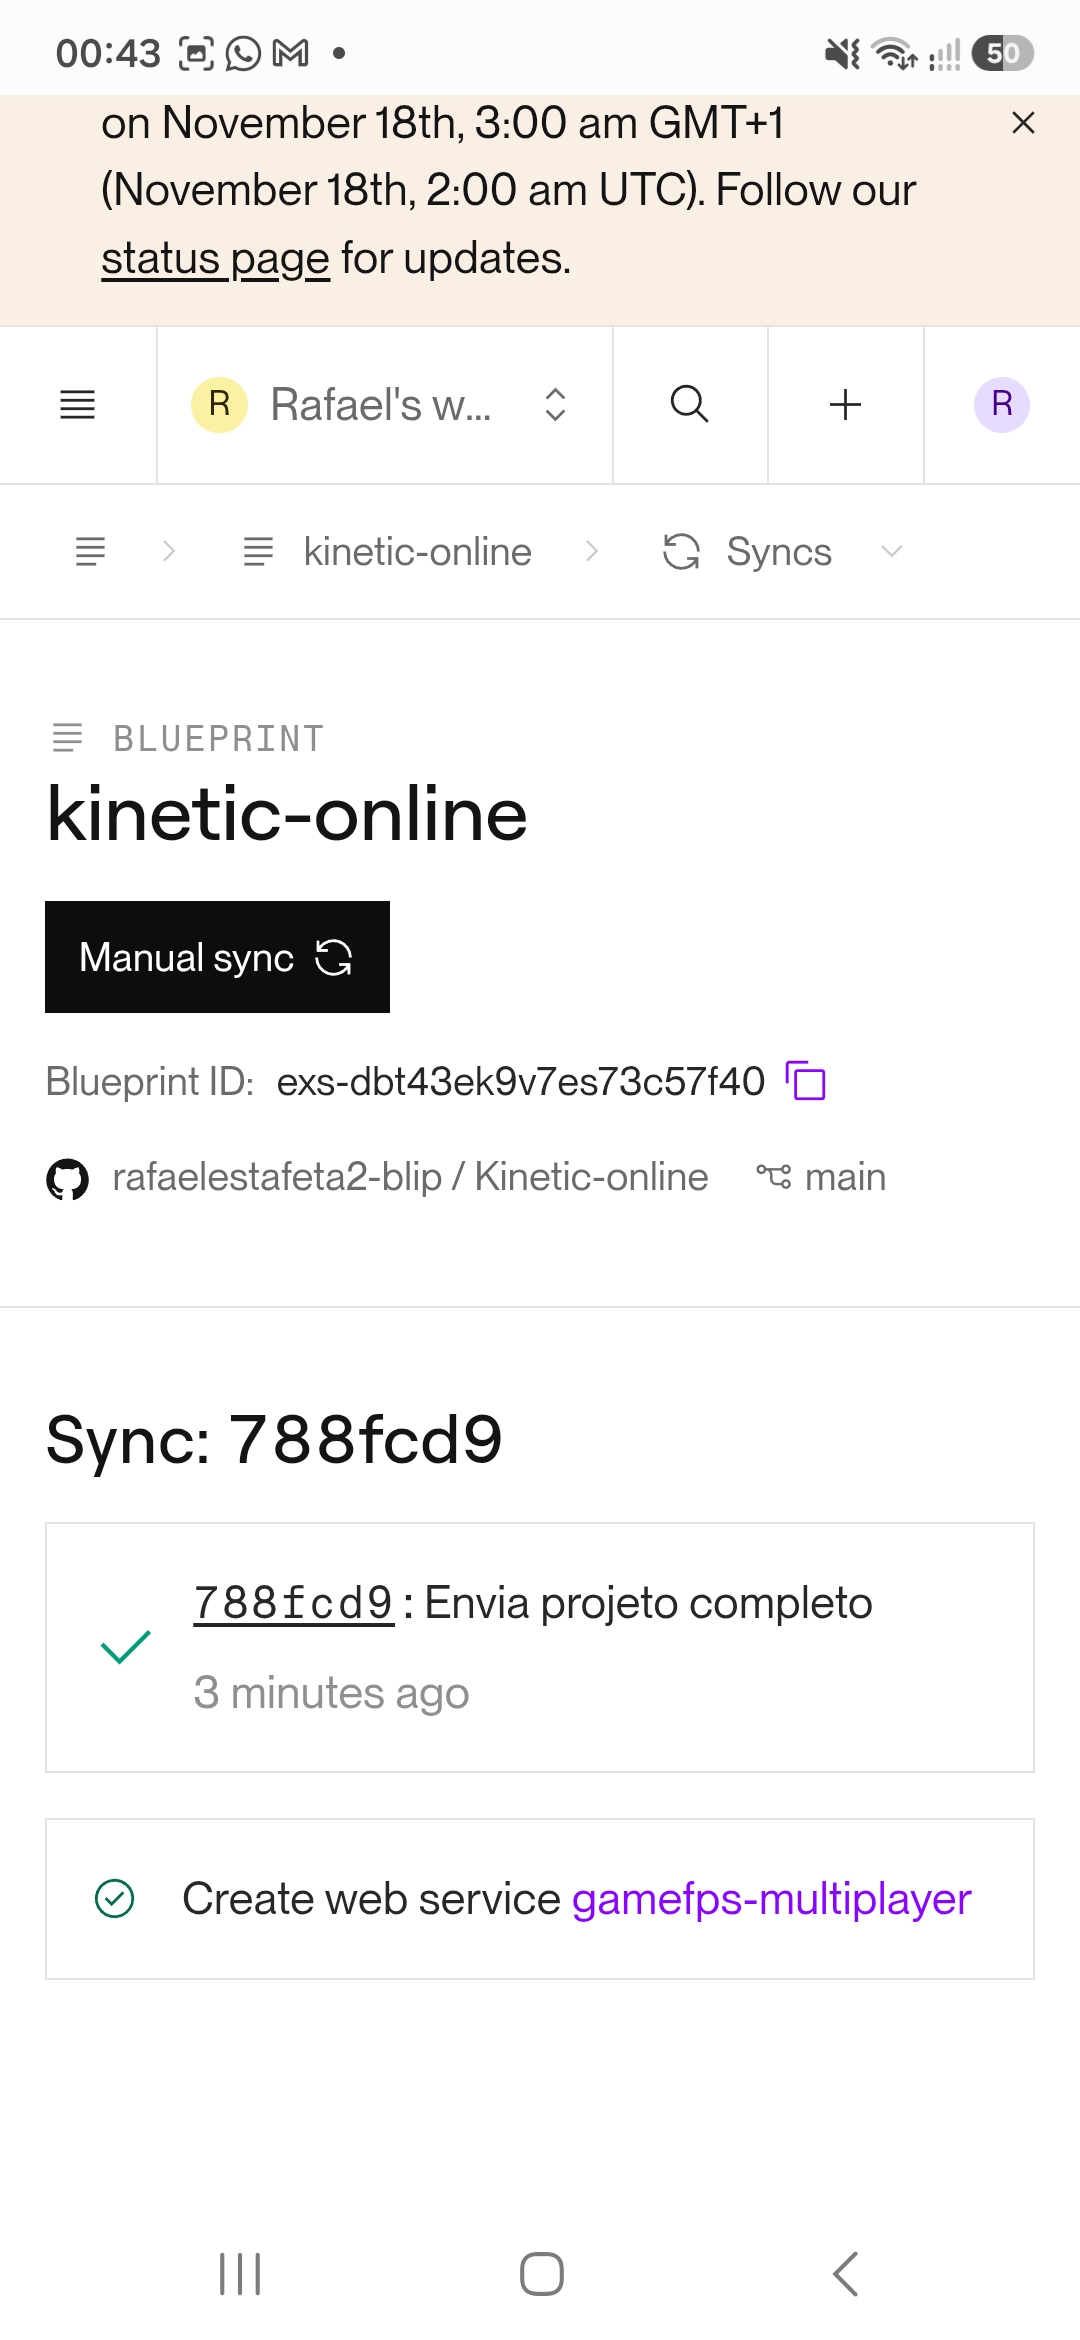 00:43
50
on November 18th, 3:00 am GMT+1
(November 18th, 2:00 am UTC). Follow our
status page for updates.
R Rafael's w... R
kinetic-online Syncs
BLUEPRINT
kinetic-online
Manual sync
Blueprint ID: exs-dbt43ek9v7es73c57f40
rafaelestafeta2-blip / Kinetic-online main
Sync: 788fcd9
788fcd9: Envia projeto completo
3 minutes ago
Create web service gamefps-multiplayer